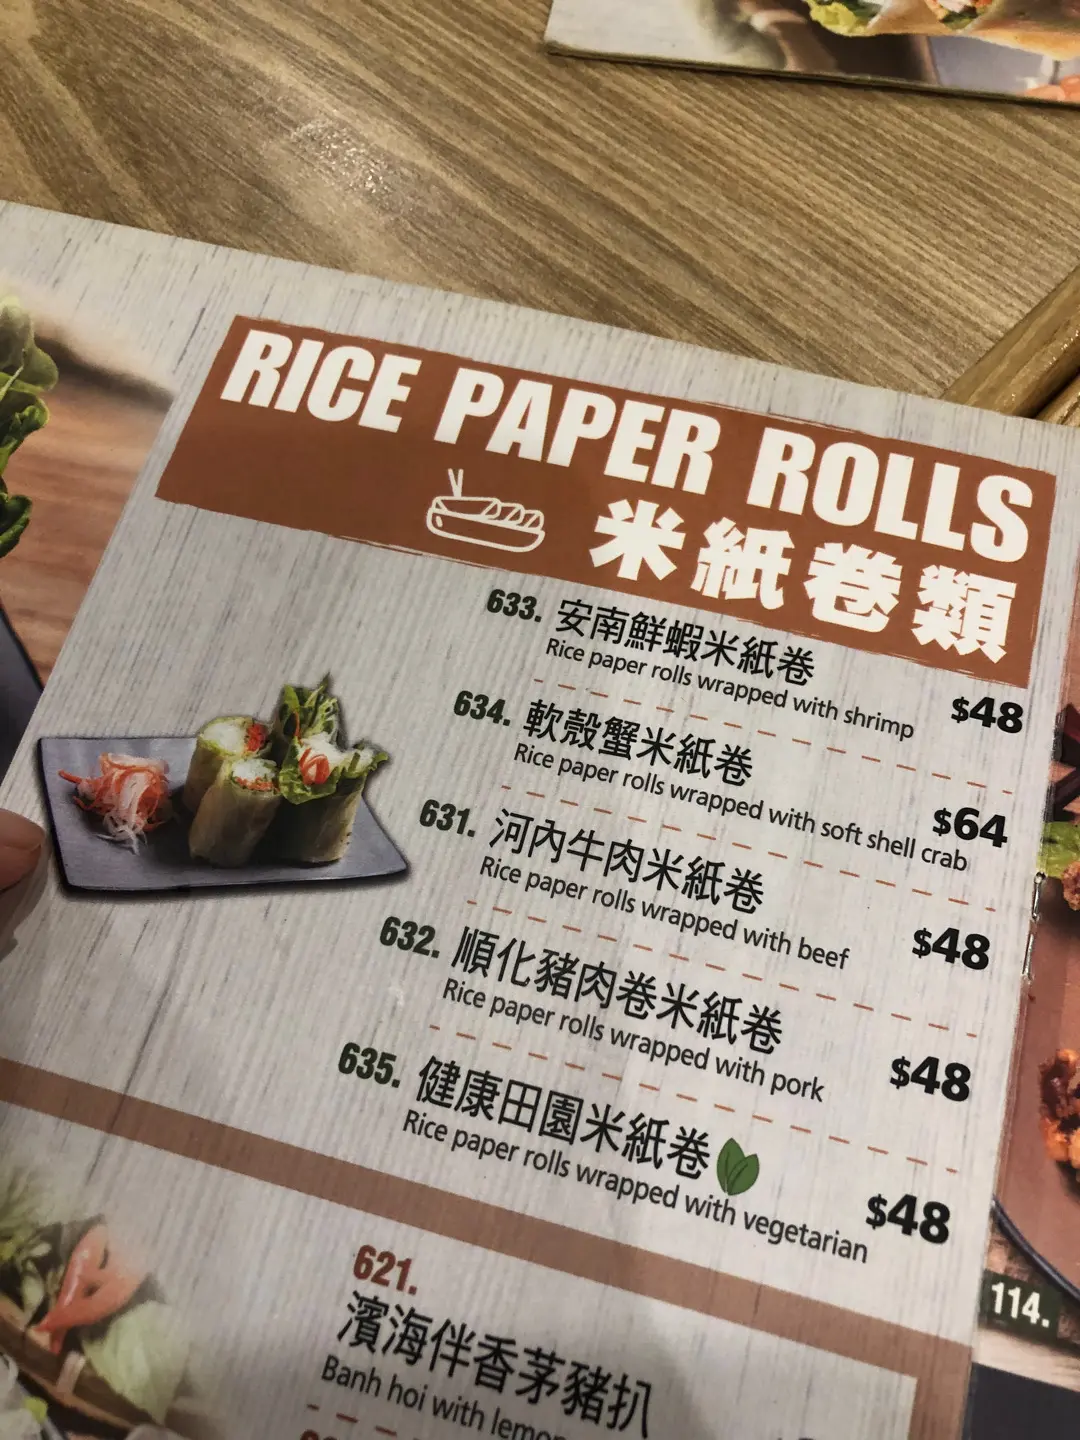 RICE PAPER ROLLS
米紙卷類
633. 安南鮮蝦米紙卷
Rice paper rolls wrapped with shrimp $48
634. 軟殼蟹米紙卷
Rice paper rolls wrapped with soft shell crab $64
631. 河內牛肉米紙卷
Rice paper rolls wrapped with beef $48
632. 順化豬肉卷米紙卷
Rice paper rolls wrapped with pork $48
635. 健康田園米紙卷
Rice paper rolls wrapped with vegetarian $48
621.
濱海伴香茅豬扒
Banh hoi with
114.